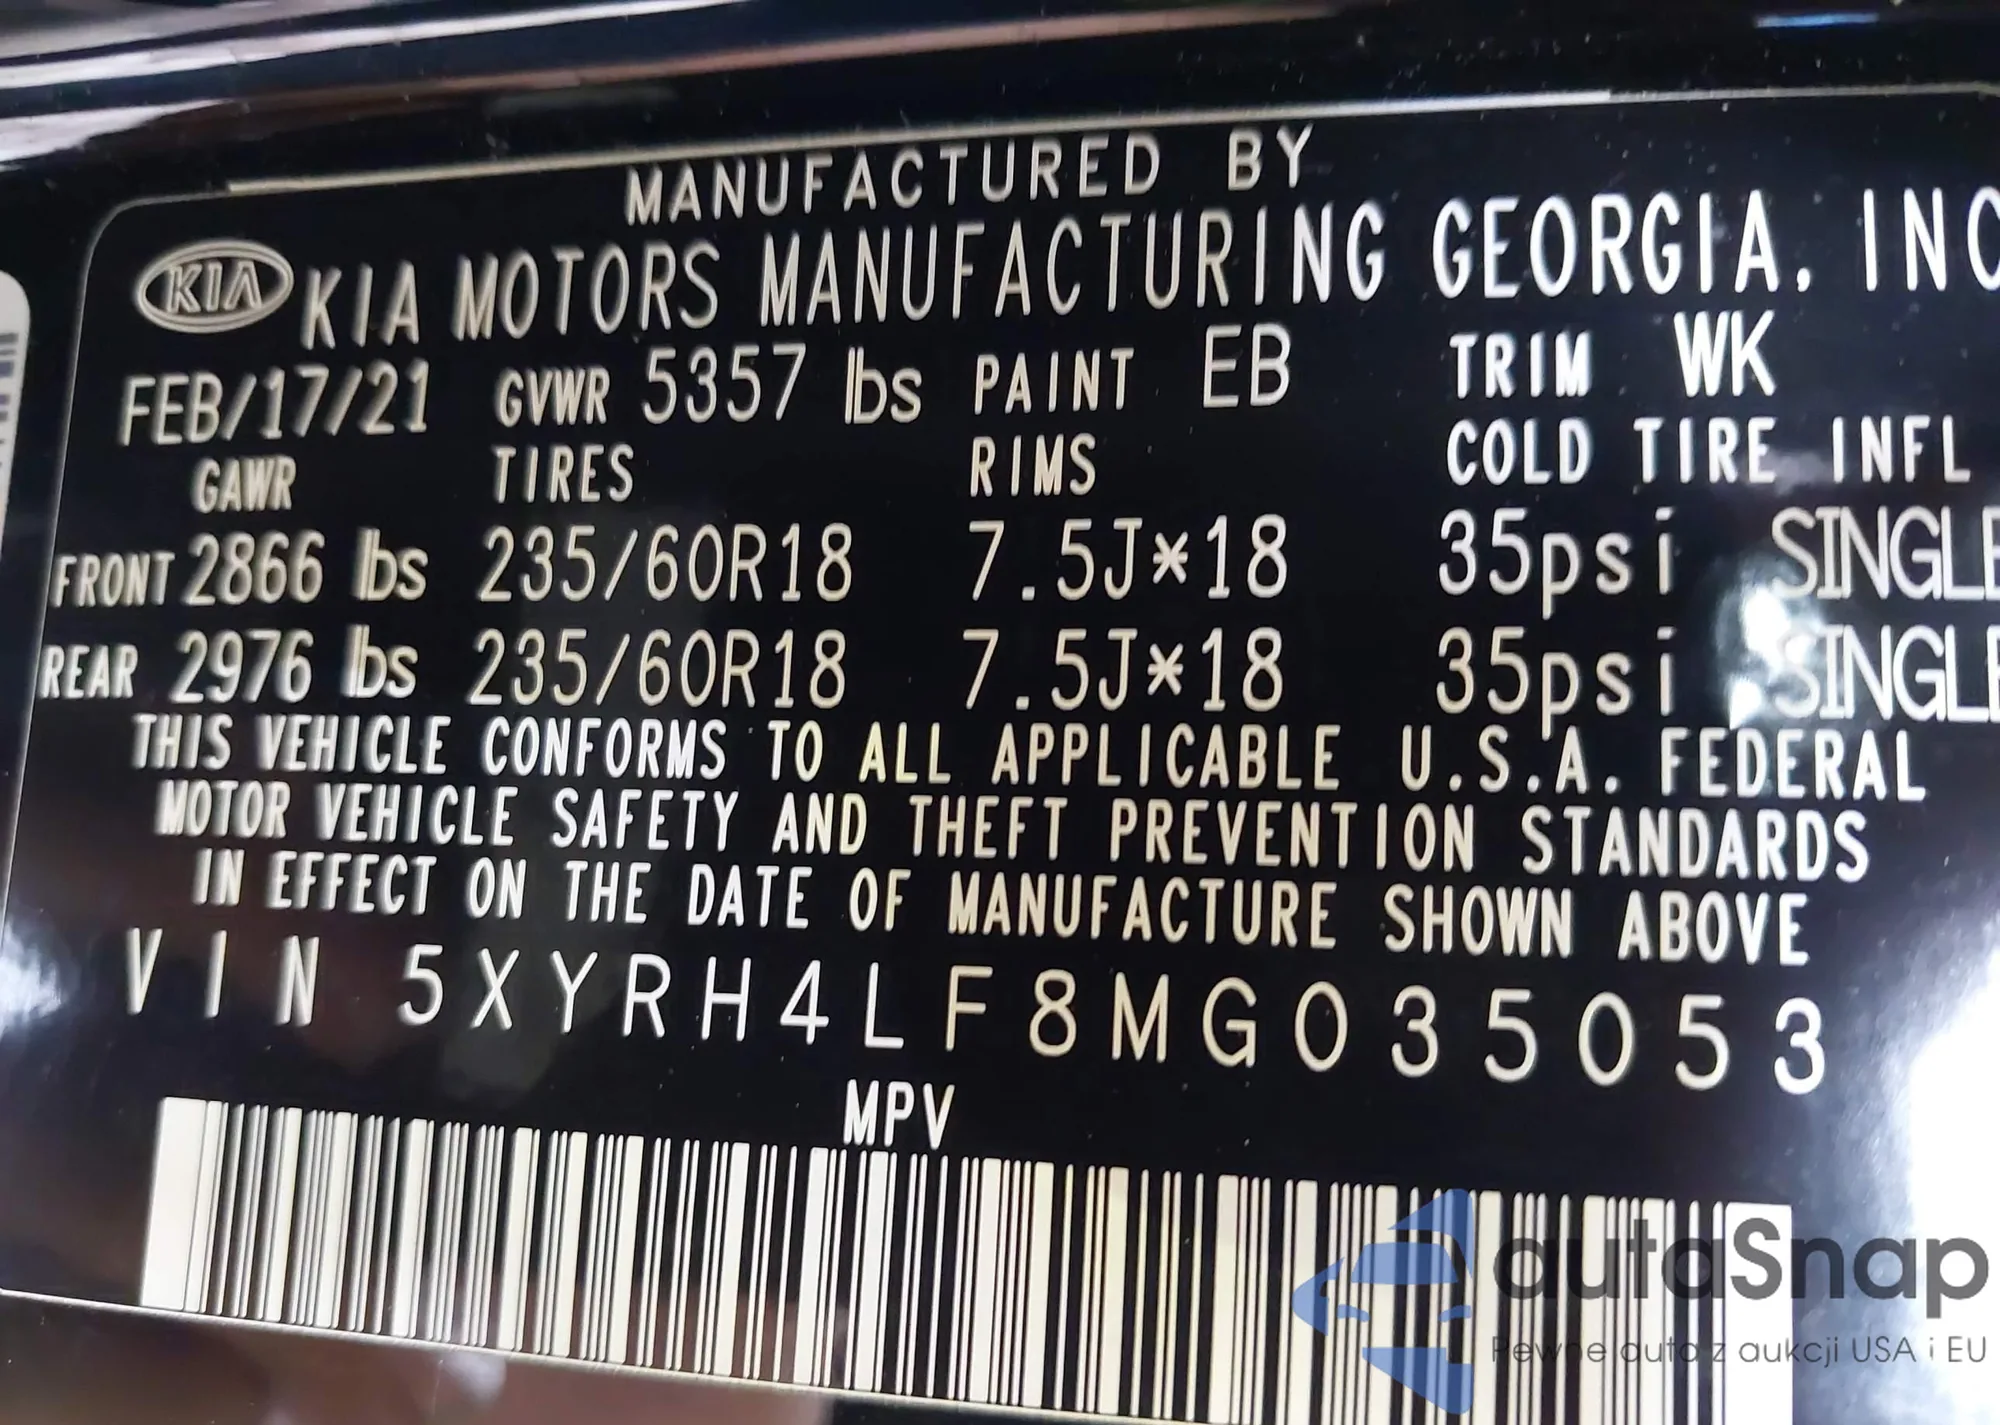 MANUFACTURED BY
KIA KIA MOTORS MANUFACTURING GEORGIA, INC
FEB/17/21 GVWR 5357 lbs PAINT EB TRIM WK
GAWR TIRES RIMS COLD TIRE INFL
FRONT 2866 lbs 235/60R18 7.5J*18 35psi SINGLE
REAR 2976 lbs 235/60R18 7.5J*18 35psi SINGLE
THIS VEHICLE CONFORMS TO ALL APPLICABLE U.S.A. FEDERAL
MOTOR VEHICLE SAFETY AND THEFT PREVENTION STANDARDS
IN EFFECT ON THE DATE OF MANUFACTURE SHOWN ABOVE
VIN 5XYRH4LF8MG035053
MPV
autaSnap
Pewne auta z aukcji USA i EU